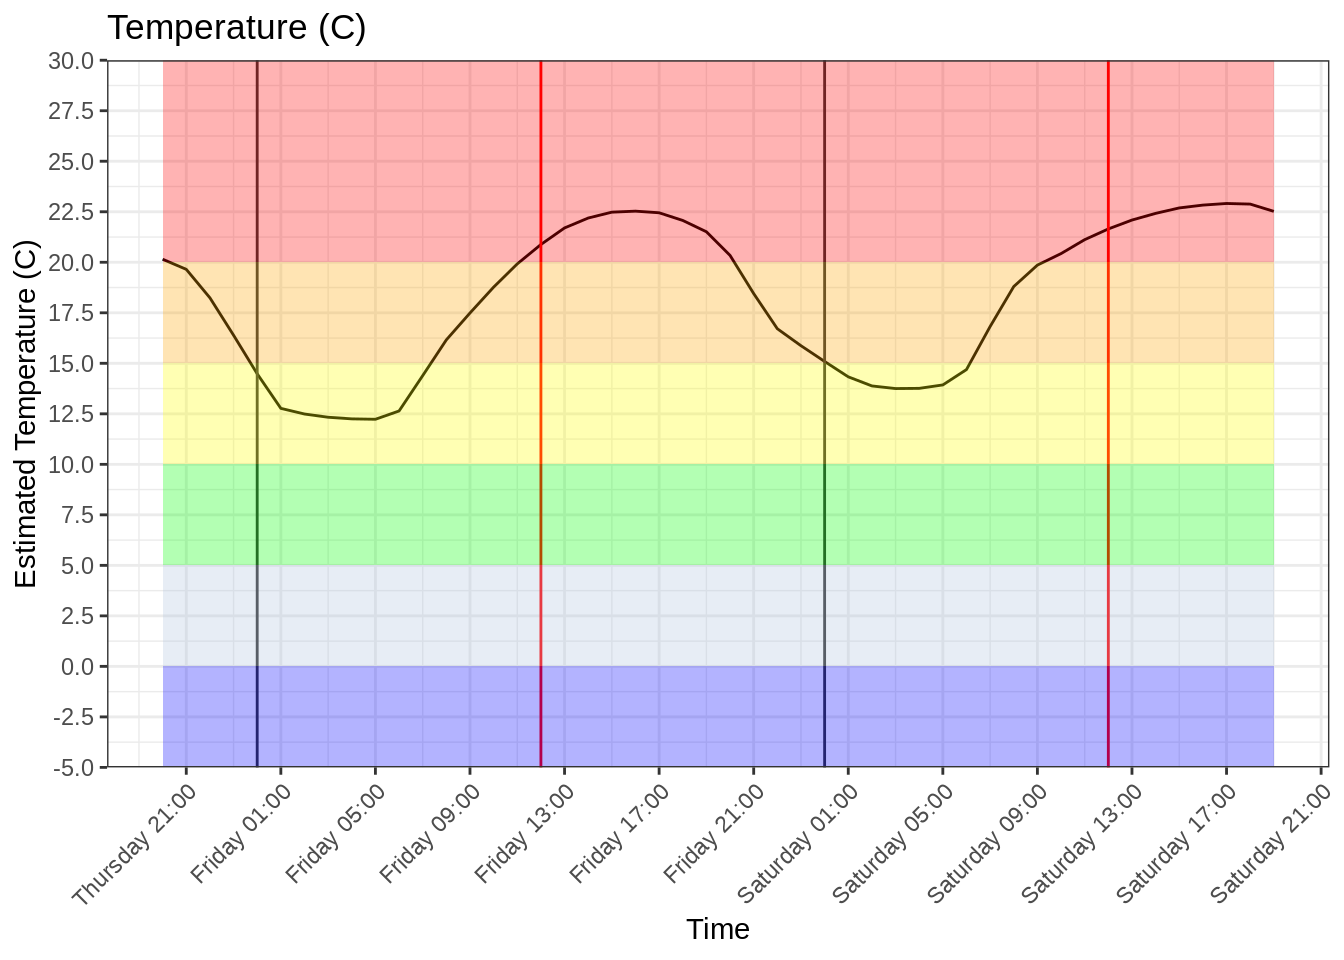 Temperature (C)
Estimated Temperature (C)
30.0
27.5
25.0
22.5
20.0
17.5
15.0
12.5
10.0
7.5
5.0
2.5
0.0
-2.5
-5.0
Thursday 21:00
Friday 01:00
Friday 05:00
Friday 09:00
Friday 13:00
Friday 17:00
Friday 21:00
Saturday 01:00
Saturday 05:00
Saturday 09:00
Saturday 13:00
Saturday 17:00
Saturday 21:00
Time